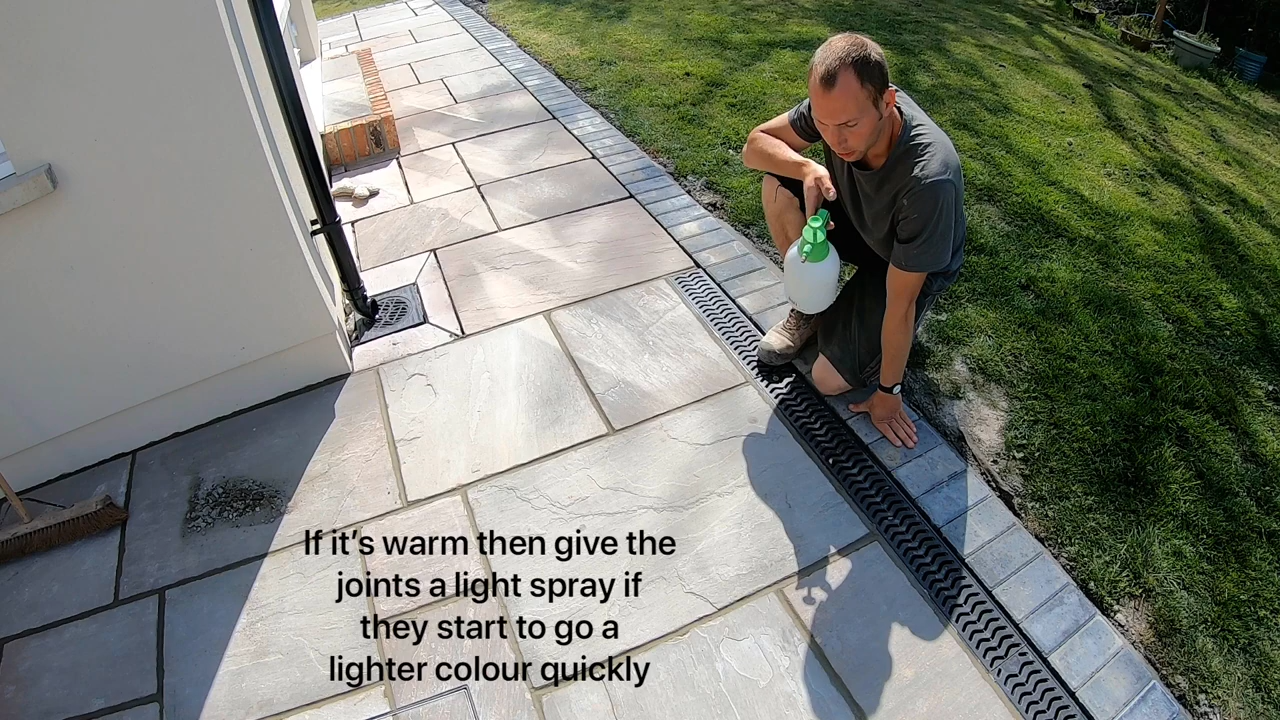 If it's warm then give the
joints a light spray if
they start to go a
lighter colour quickly